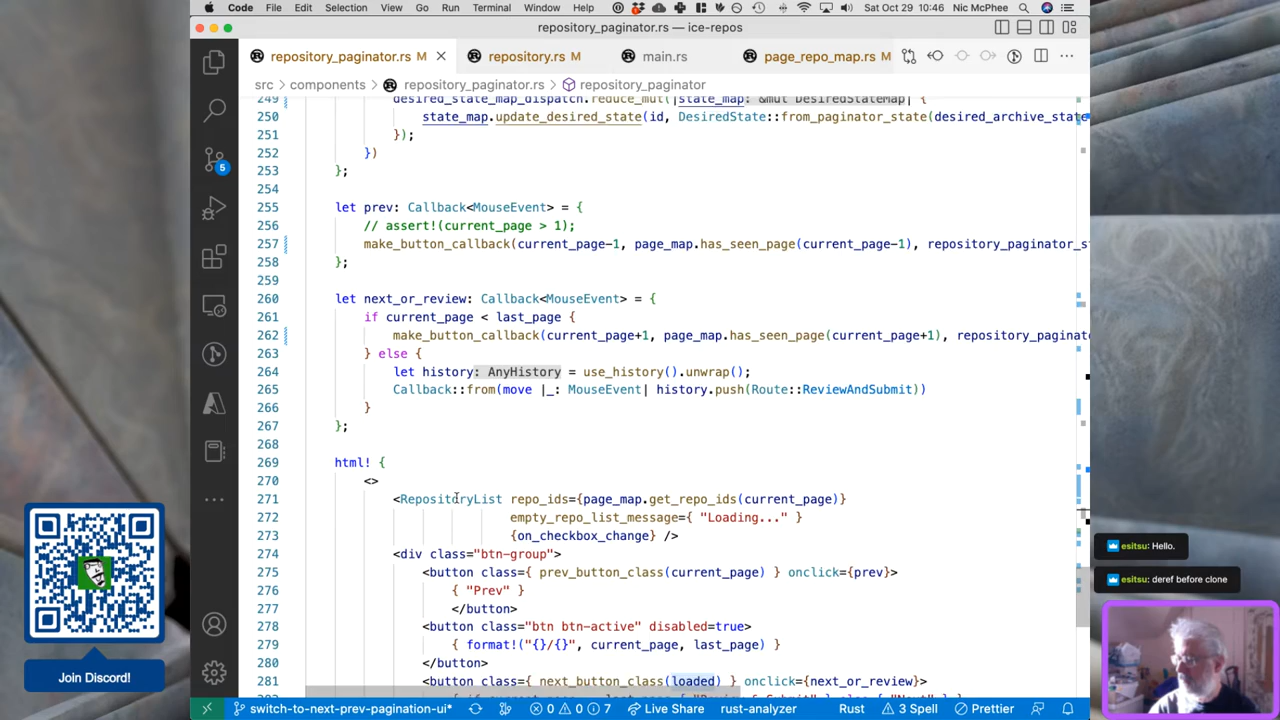 Code File Edit Selection View Go Run Terminal Window Help Sat Oct 29 10:46 Nic McPhee
repository_paginator.rs — ice-repos
repository_paginator.rs M repository.rs M main.rs page_repo_map.rs M
src > components > repository_paginator.rs > repository_paginator
249 desired_state_map_dispatch.reduce_mut(|state_map: &mut DesiredStateMap| {
250 state_map.update_desired_state(id, DesiredState::from_paginator_state(desired_archive_state
251 });
252 })
253 };
254
255 let prev: Callback<MouseEvent> = {
256 // assert!(current_page > 1);
257 make_button_callback(current_page-1, page_map.has_seen_page(current_page-1), repository_paginator_s
258 };
259
260 let next_or_review: Callback<MouseEvent> = {
261 if current_page < last_page {
262 make_button_callback(current_page+1, page_map.has_seen_page(current_page+1), repository_pagina
263 } else {
264 let history: AnyHistory = use_history().unwrap();
265 Callback::from(move |_: MouseEvent| history.push(Route::ReviewAndSubmit))
266 }
267 };
268
269 html! {
270 <>
271 <RepositoryList repo_ids={page_map.get_repo_ids(current_page)}
272 empty_repo_list_message={ "Loading..." }
273 {on_checkbox_change} />
274 <div class="btn-group">
275 <button class={ prev_button_class(current_page) } onclick={prev}>
276 { "Prev" }
277 </button>
278 <button class="btn btn-active" disabled=true>
279 { format!("{}/{}", current_page, last_page) }
280 </button>
281 <button class={ next_button_class(loaded) } onclick={next_or_review}>
5
esitsu: Hello.
esitsu: deref before clone
Join Discord!
switch-to-next-prev-pagination-ui* 0 0 7 Live Share rust-analyzer Rust 3 Spell Prettier